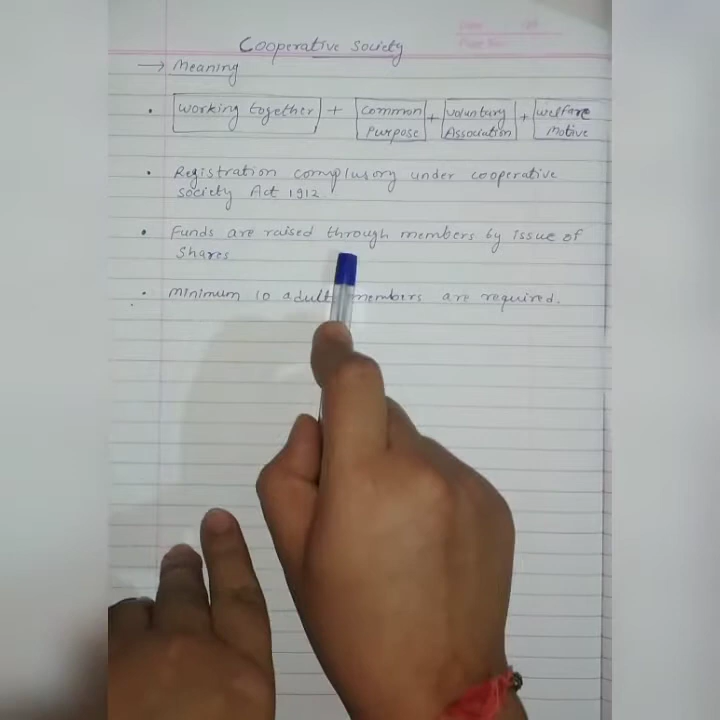 Cooperative society
→ Meaning
• working together + common Purpose + voluntary Association + welfare Motive
• Registration complusory under cooperative
society Act 1912
• Funds are raised through members by issue of
Shares
• Minimum 10 adult members are required.